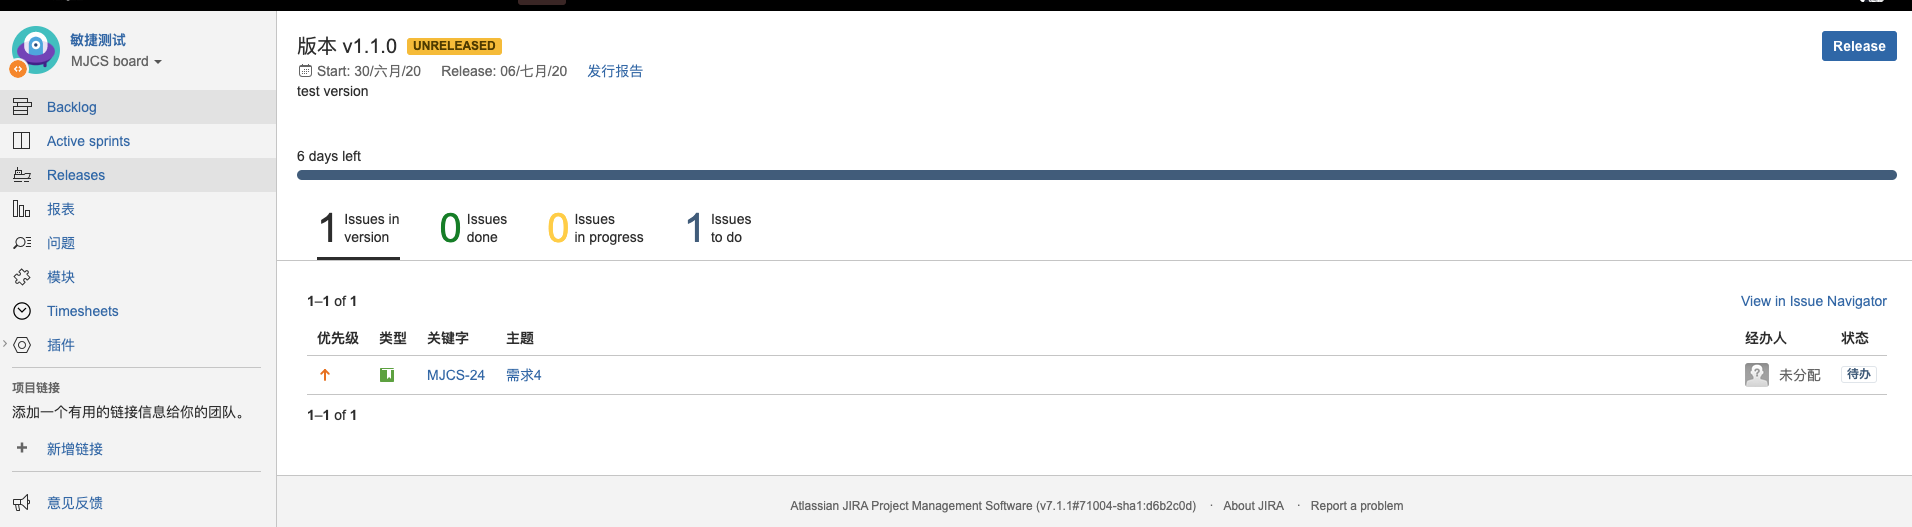 敏捷测试
MJCS board
Backlog
Active sprints
Releases
报表
问题
模块
Timesheets
插件
项目链接
添加一个有用的链接信息给你的团队。
新增链接
意见反馈
版本 v1.1.0 UNRELEASED
Release
Start: 30/六月/20 Release: 06/七月/20 发行报告
test version
6 days left
1 Issues in version
0 Issues done
0 Issues in progress
1 Issues to do
1–1 of 1
View in Issue Navigator
优先级 类型 关键字 主题 经办人 状态
MJCS-24 需求4 未分配 待办
1–1 of 1
Atlassian JIRA Project Management Software (v7.1.1#71004-sha1:d6b2c0d) · About JIRA · Report a problem